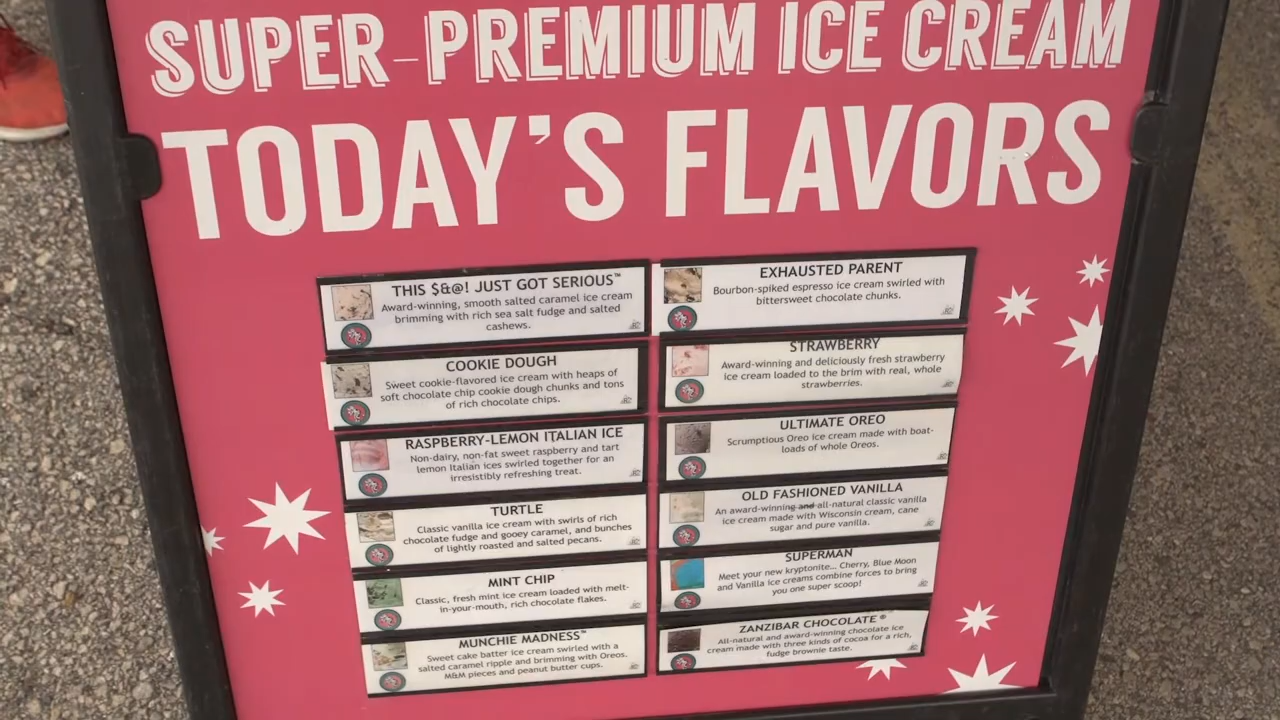 SUPER-PREMIUM ICE CREAM
TODAY'S FLAVORS
THIS $&@! JUST GOT SERIOUS™
Award-winning, smooth salted caramel ice cream
brimming with rich sea salt fudge and salted
cashews.
COOKIE DOUGH
Sweet cookie-flavored ice cream with heaps of
soft chocolate chip cookie dough chunks and tons
of rich chocolate chips.
RASPBERRY-LEMON ITALIAN ICE
Non-dairy, non-fat sweet raspberry and tart
lemon Italian ices swirled together for an
irresistibly refreshing treat.
TURTLE
Classic vanilla ice cream with swirls of rich
chocolate fudge and gooey caramel, and bunches
of lightly roasted and salted pecans.
MINT CHIP
Classic, fresh mint ice cream loaded with melt-
in-your-mouth, rich chocolate flakes.
MUNCHIE MADNESS™
Sweet cake batter ice cream swirled with a
salted caramel ripple and brimming with Oreos.
M&M pieces and peanut butter cups.
EXHAUSTED PARENT
Bourbon-spiked espresso ice cream swirled with
bittersweet chocolate chunks.
STRAWBERRY
Award-winning and deliciously fresh strawberry
ice cream loaded to the brim with real, whole
strawberries.
ULTIMATE OREO
Scrumptious Oreo ice cream made with boat-
loads of whole Oreos.
OLD FASHIONED VANILLA
An award-winning and all-natural classic vanilla
ice cream made with Wisconsin cream, cane
sugar and pure vanilla.
SUPERMAN
Meet your new kryptonite... Cherry, Blue Moon
and Vanilla ice creams combine forces to bring
you one super scoop!
ZANZIBAR CHOCOLATE®
All-natural and award-winning chocolate ice
cream made with three kinds of cocoa for a rich,
fudge brownie taste.